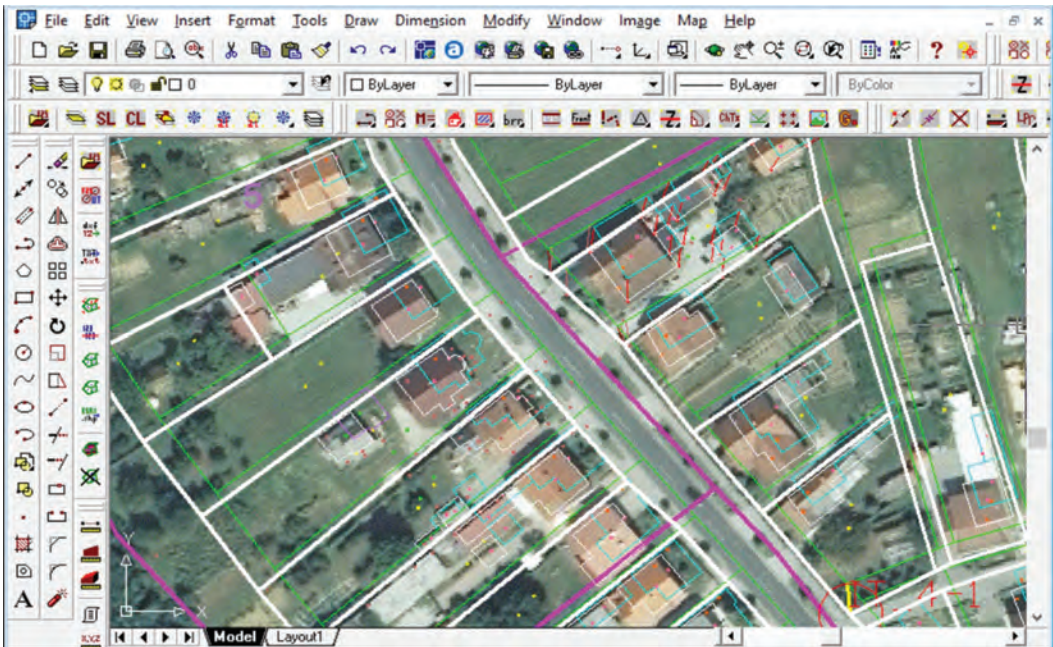 File Edit View Insert Format Tools Draw Dimension Modify Window Image Map Help
0 ByLayer ByLayer ByLayer ByColor
SL CL
A
Y
X
Model Layout1